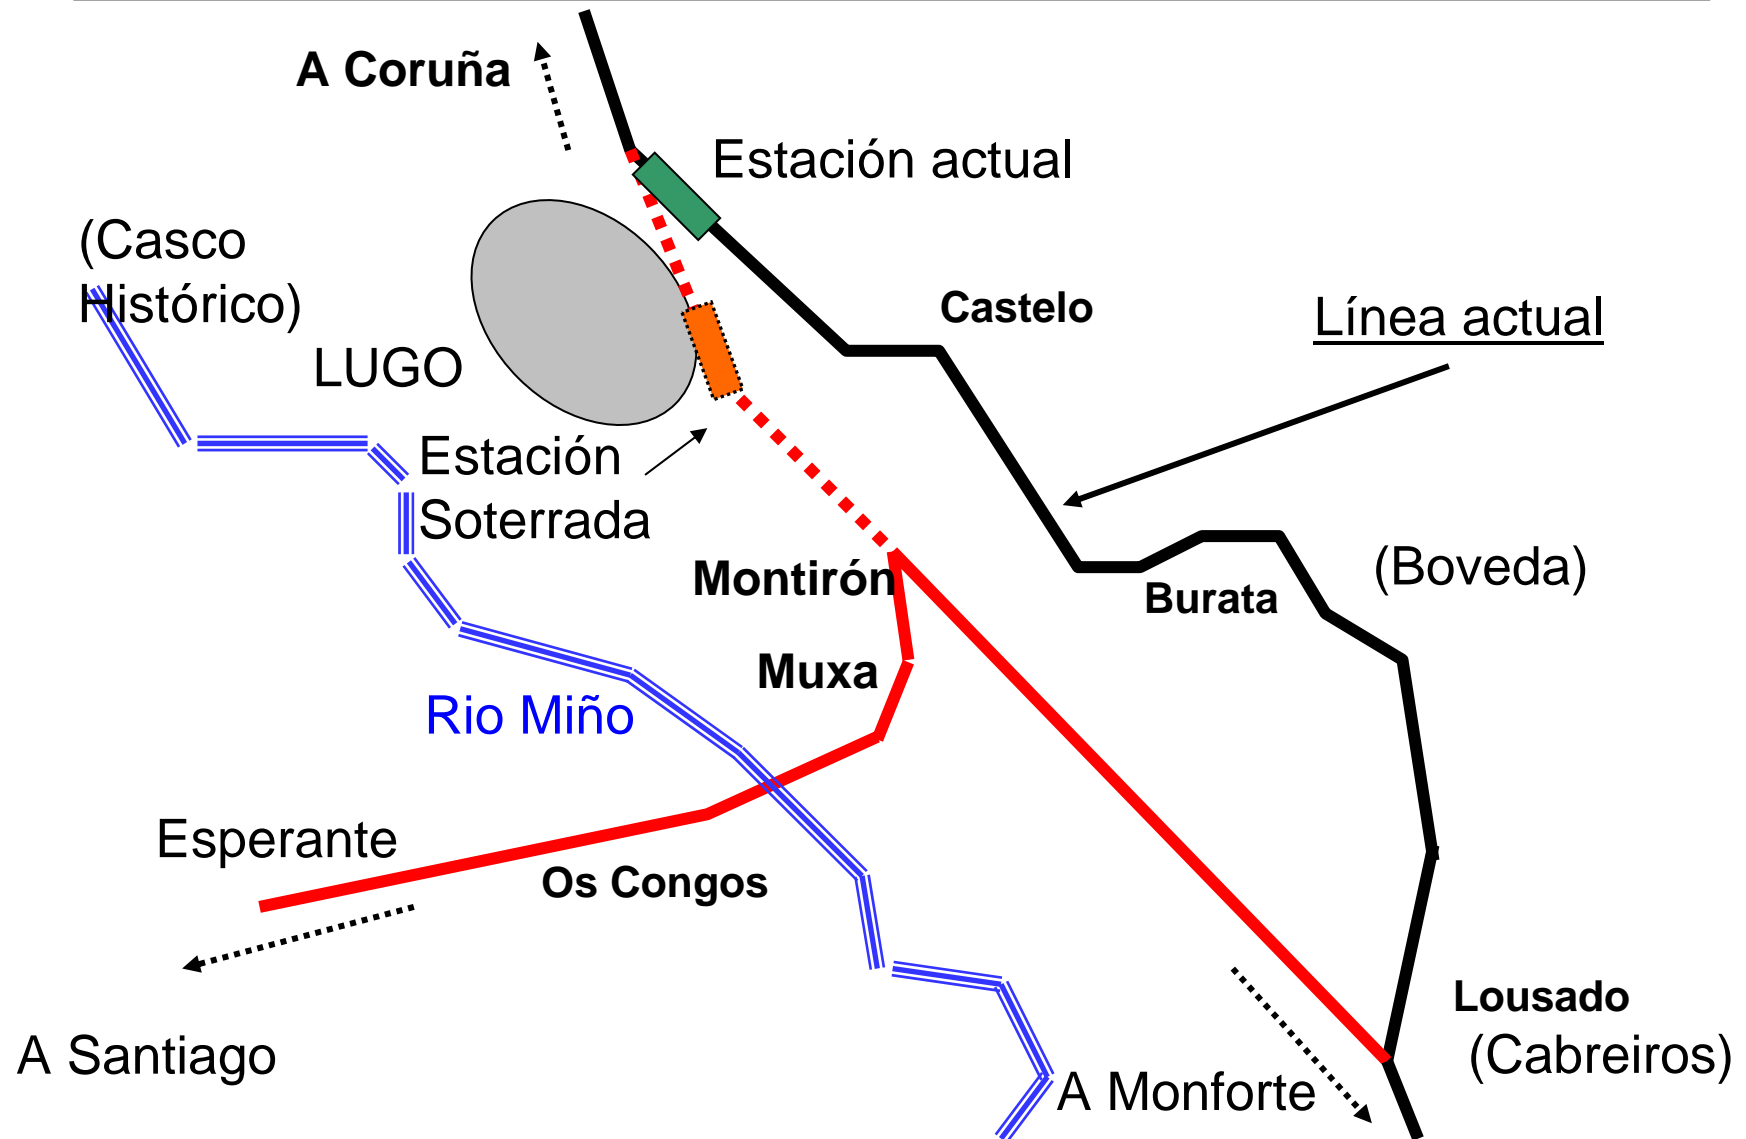 A Coruña
Estación actual
(Casco
Histórico)
Castelo
Línea actual
LUGO
Estación
Soterrada
(Boveda)
Montirón
Burata
Muxa
Rio Miño
Esperante
Os Congos
Lousado
(Cabreiros)
A Santiago
A Monforte